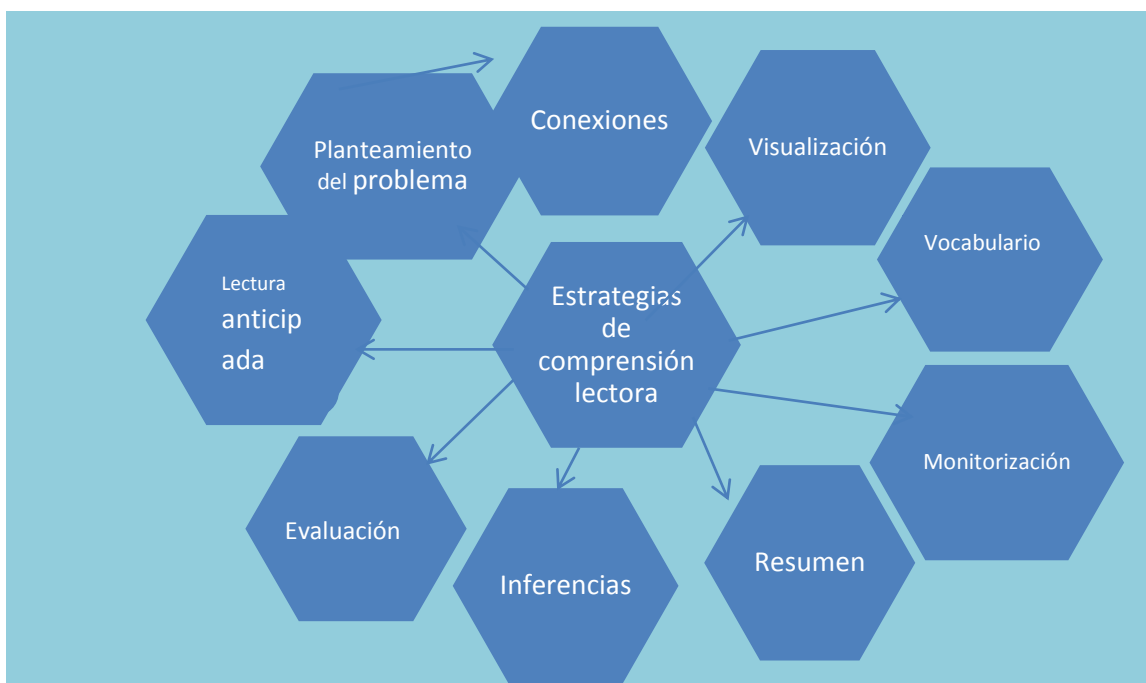 Conexiones
Planteamiento
del problema
Visualización
Vocabulario
Lectura
anticip
ada
Estrategias
de
comprensión
lectora
Monitorización
Evaluación
Inferencias
Resumen